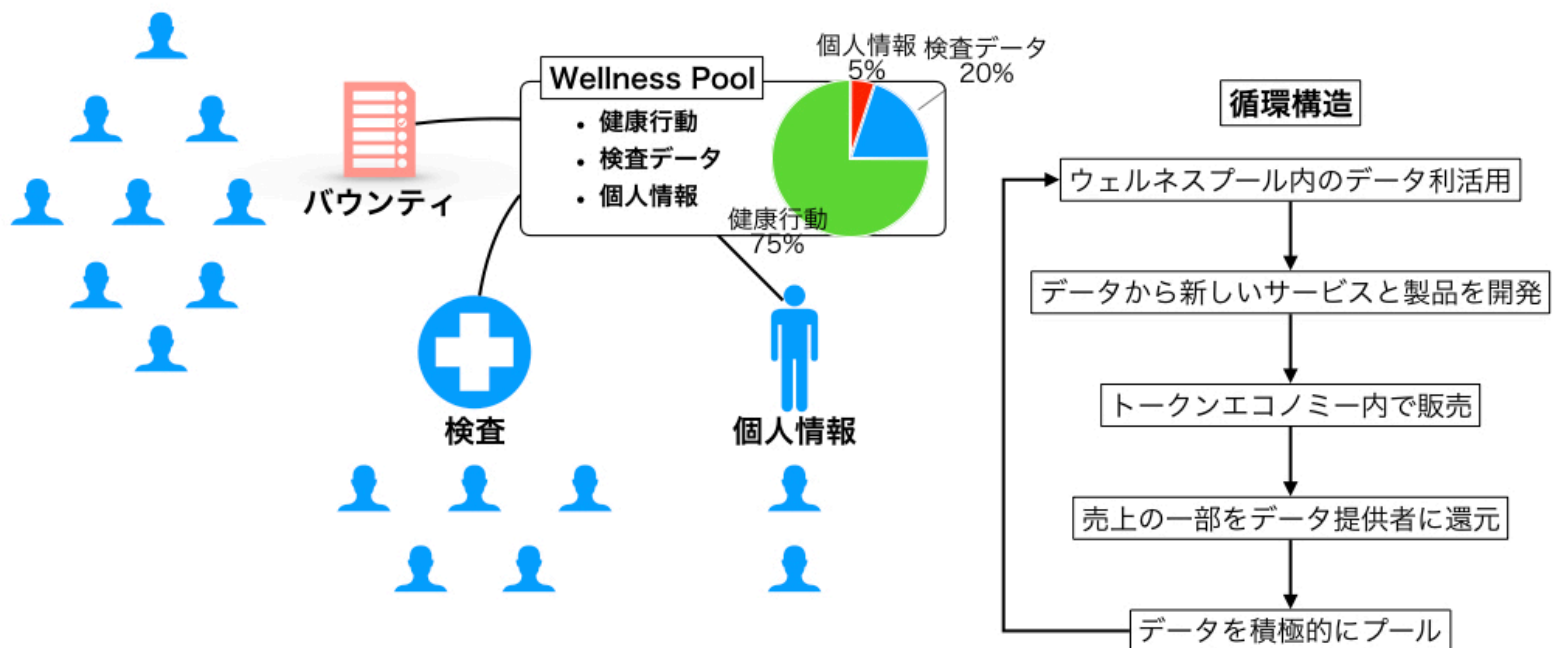 個人情報
5%
検査データ
20%
Wellness Pool
• 健康行動
• 検査データ
• 個人情報
健康行動
75%
バウンティ
検査
個人情報
循環構造
ウェルネスプール内のデータ利活用
データから新しいサービスと製品を開発
トークンエコノミー内で販売
売上の一部をデータ提供者に還元
データを積極的にプール